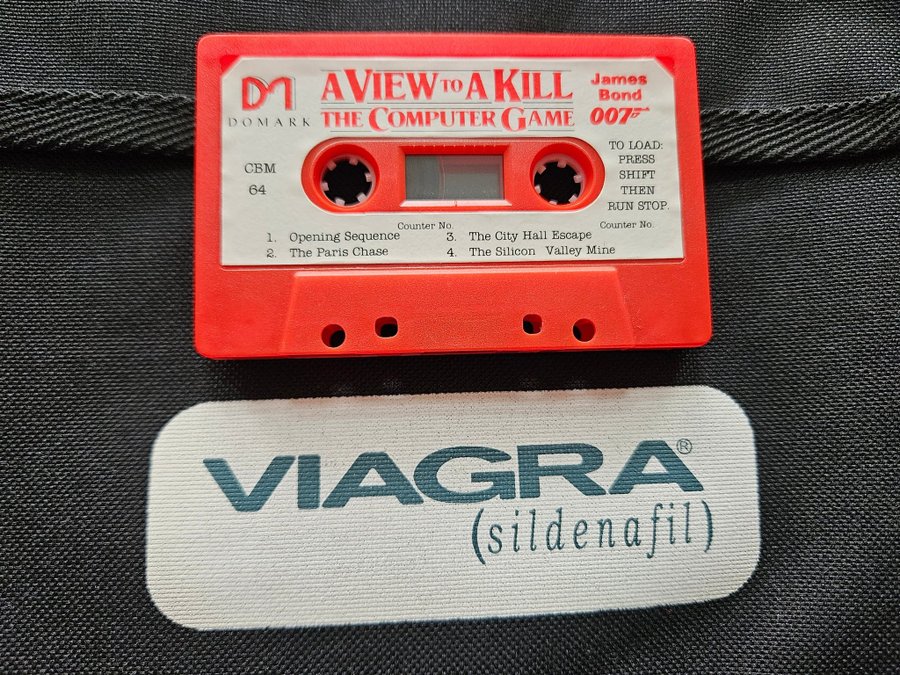 DOMARK
A VIEW TO A KILL
THE COMPUTER GAME
James
Bond
007
CBM
64
TO LOAD:
PRESS
SHIFT
THEN
RUN STOP.
Counter No.
Counter No.
1. Opening Sequence
2. The Paris Chase
3. The City Hall Escape
4. The Silicon Valley Mine
VIAGRA®
(sildenafil)